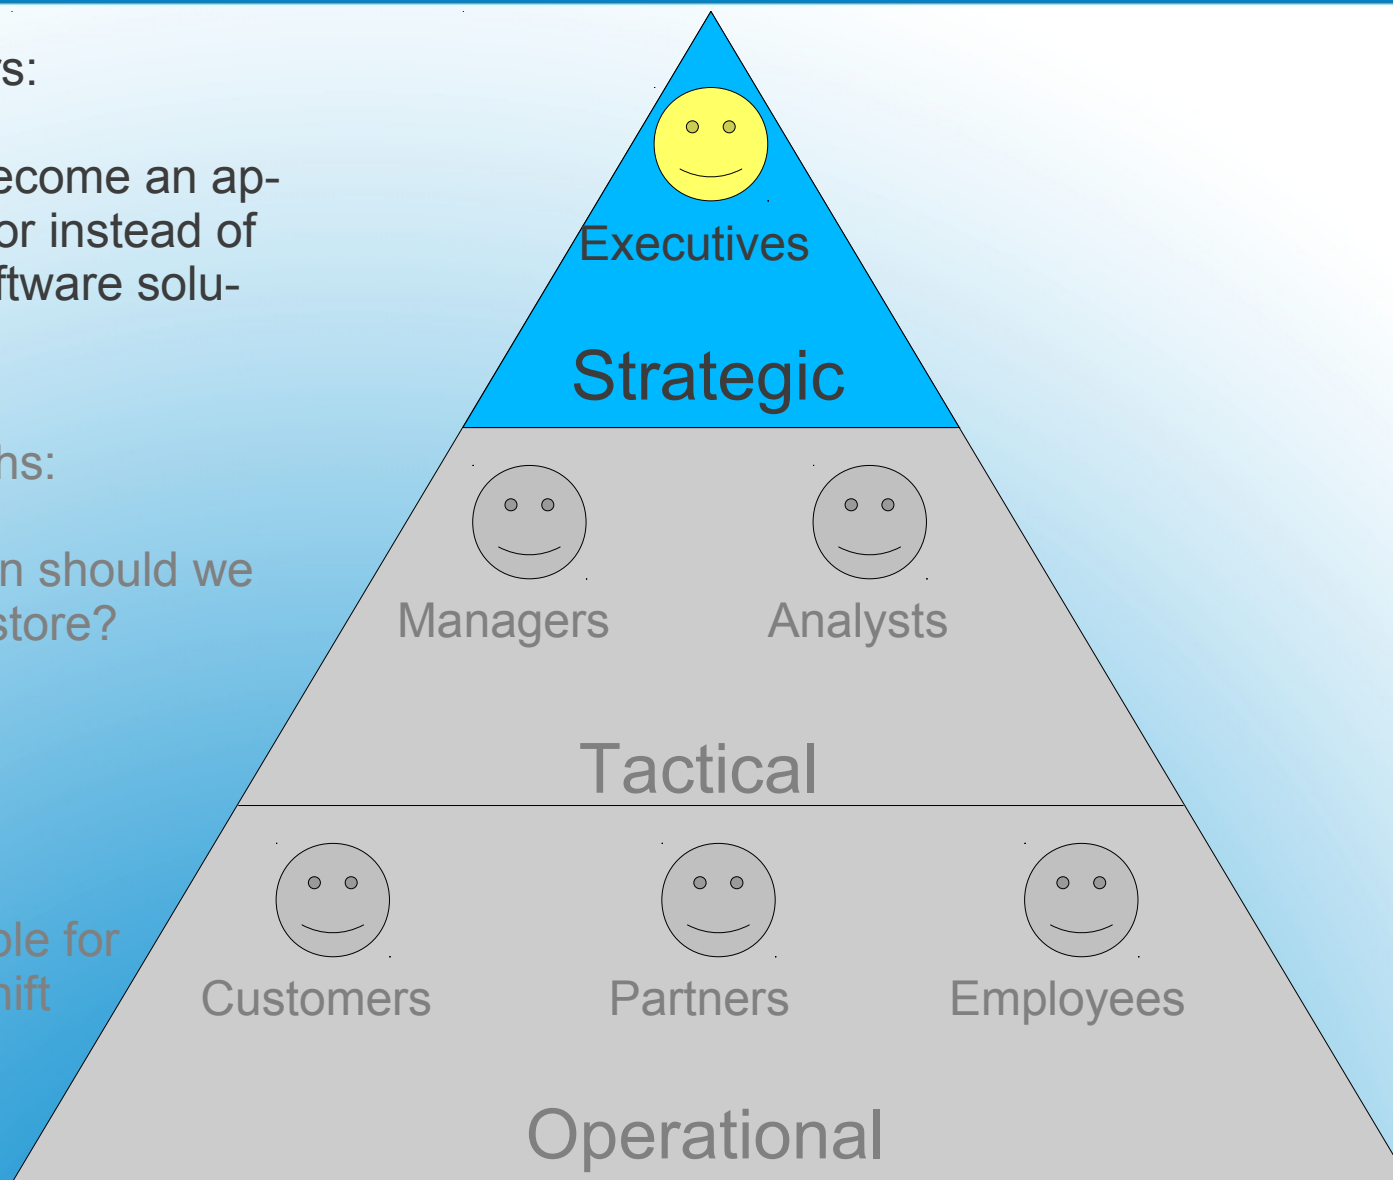 rs:
ecome an ap-
or instead of
ftware solu-
hs:
n should we
store?
for
hift
Executives
Strategic
Managers Analysts
Tactical
Customers Partners Employees
Operational